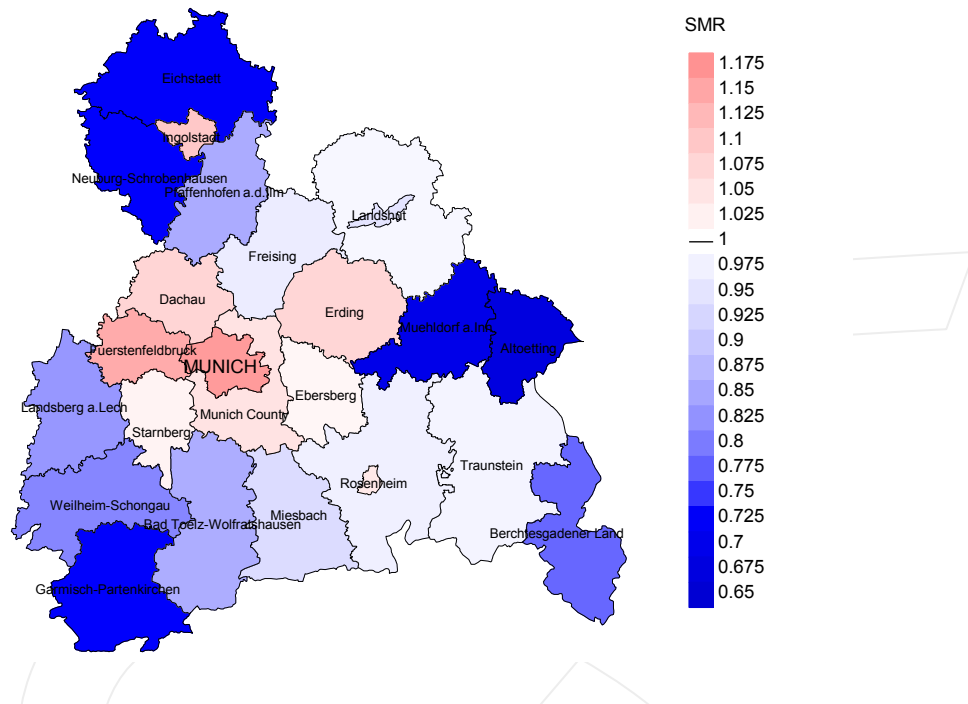 SMR
Eichstaett
Ingolstadt
Neuburg-Schrobenhausen
Pfaffenhofen a.d.Ilm
Landshut
Freising
Dachau
Erding
Muehldorf a.Inn
Altoetting
Fuerstenfeldbruck
MUNICH
Ebersberg
Landsberg a.Lech
Munich County
Starnberg
Traunstein
Rosenheim
Weilheim-Schongau
Miesbach
Bad Toelz-Wolfratshausen
Berchtesgadener Land
Garmisch-Partenkirchen
1.175
1.15
1.125
1.1
1.075
1.05
1.025
1
0.975
0.95
0.925
0.9
0.875
0.85
0.825
0.8
0.775
0.75
0.725
0.7
0.675
0.65